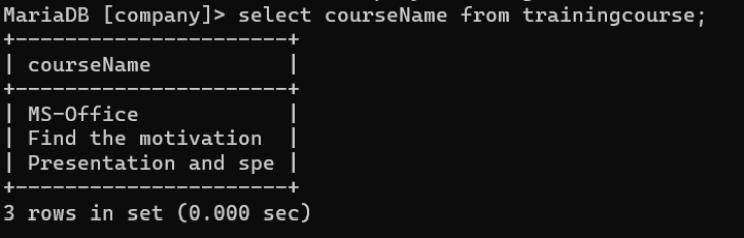 MariaDB [company]> select courseName from trainingcourse;
+----------------------+
| courseName           |
+----------------------+
| MS-Office            |
| Find the motivation  |
| Presentation and spe |
+----------------------+
3 rows in set (0.000 sec)